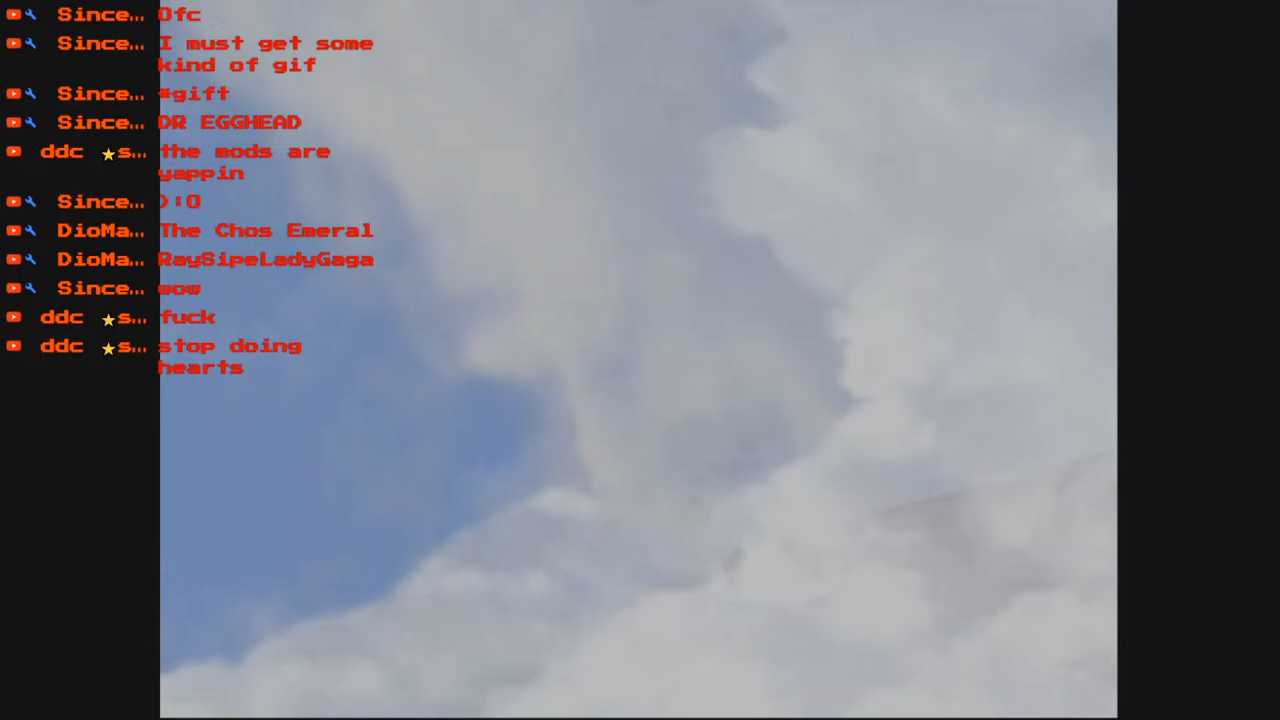 Since… Ofc
Since… I must get some
kind of gif
Since… *gift
Since… DR EGGHEAD
ddc ⭐s… the mods are
yappin
Since… D:O
DioMa… The Chos Emeral
DioMa… RaySipeLadyGaga
Since… wow
ddc ⭐s… fuck
ddc ⭐s… stop doing
hearts